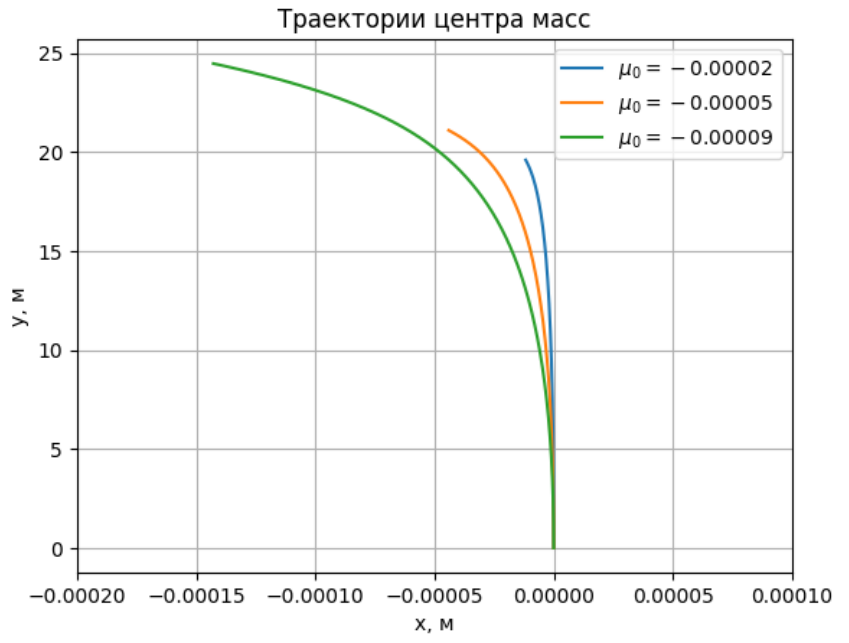 Траектории центра масс
25
20
15
10
5
0
y, м
μ₀ = −0.00002
μ₀ = −0.00005
μ₀ = −0.00009
−0.00020 −0.00015 −0.00010 −0.00005 0.00000 0.00005 0.00010
x, м